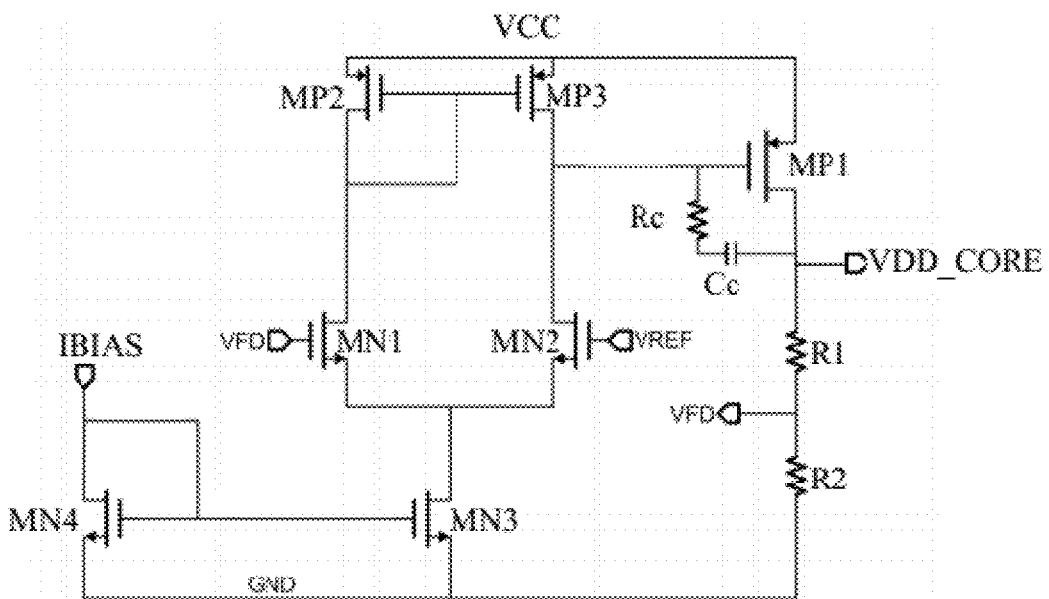 VCC
MP2
MP3
MP1
Rc
Cc
VDD_CORE
VFD
MN1
MN2
VREF
IBIAS
R1
VFD
R2
MN4
MN3
GND